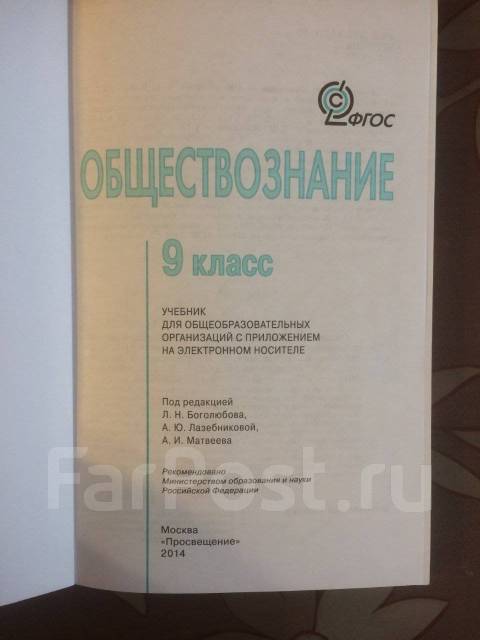 ФГОС
ОБЩЕСТВОЗНАНИЕ
9 класс
УЧЕБНИК
ДЛЯ ОБЩЕОБРАЗОВАТЕЛЬНЫХ
ОРГАНИЗАЦИЙ С ПРИЛОЖЕНИЕМ
НА ЭЛЕКТРОННОМ НОСИТЕЛЕ
Под редакцией
Л. Н. Боголюбова,
А. Ю. Лазебниковой,
А. И. Матвеева
Рекомендовано
Министерством образования и науки
Российской Федерации
FarPost.ru
Москва
«Просвещение»
2014